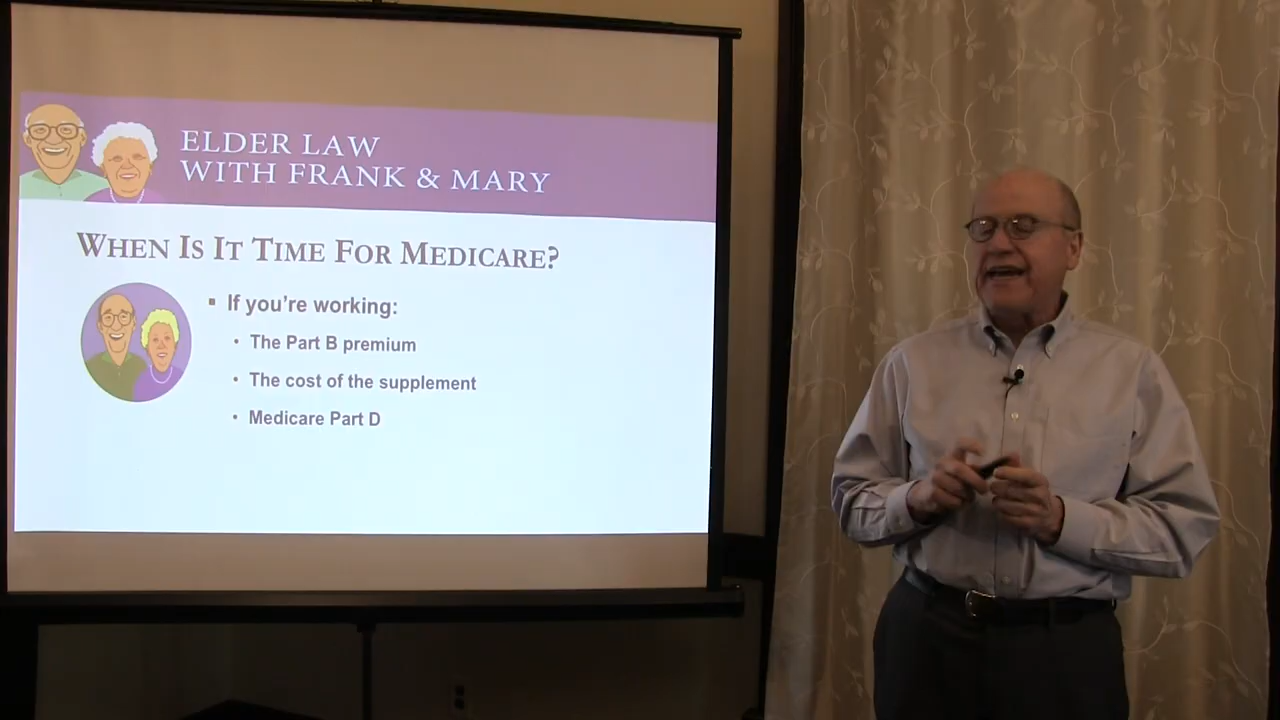 ELDER LAW
WITH FRANK & MARY
WHEN IS IT TIME FOR MEDICARE?
▪ If you're working:
• The Part B premium
• The cost of the supplement
• Medicare Part D